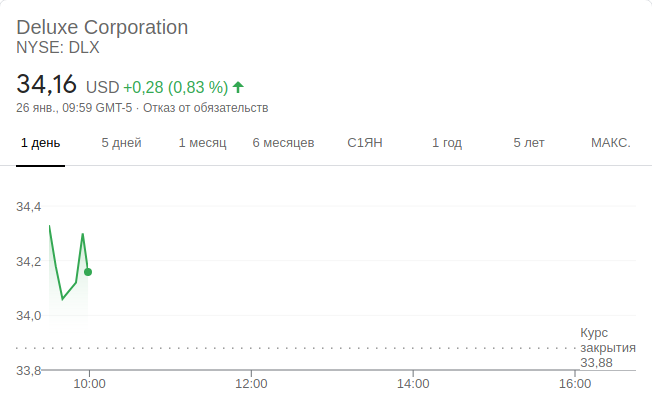 Deluxe Corporation
NYSE: DLX
34,16 USD +0,28 (0,83 %)
26 янв., 09:59 GMT-5 · Отказ от обязательств
1 день 5 дней 1 месяц 6 месяцев С1ЯН 1 год 5 лет МАКС.
34,4
34,2
34,0
Курс
закрытия
33,88
33,8
10:00 12:00 14:00 16:00